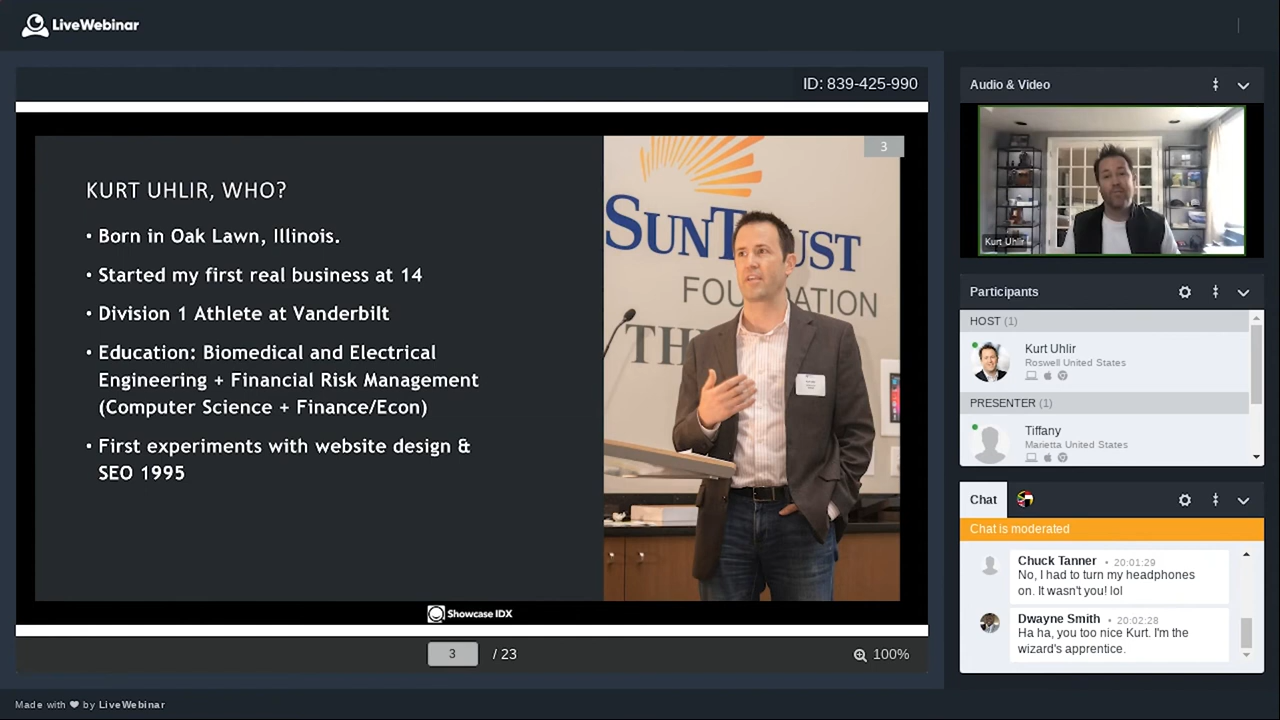 LiveWebinar
ID: 839-425-990
3
KURT UHLIR, WHO?
• Born in Oak Lawn, Illinois.
• Started my first real business at 14
• Division 1 Athlete at Vanderbilt
• Education: Biomedical and Electrical
Engineering + Financial Risk Management
(Computer Science + Finance/Econ)
• First experiments with website design &
SEO 1995
SUNTRUST
FOUNDATION
TH
Showcase IDX
3 / 23
100%
Audio & Video
Kurt Uhlir
Participants
HOST (1)
Kurt Uhlir
Roswell United States
PRESENTER (1)
Tiffany
Marietta United States
Chat
Chat is moderated
Chuck Tanner • 20:01:29
No, I had to turn my headphones
on. It wasn't you! lol
Dwayne Smith • 20:02:28
Ha ha, you too nice Kurt. I'm the
wizard's apprentice.
Made with ❤ by LiveWebinar